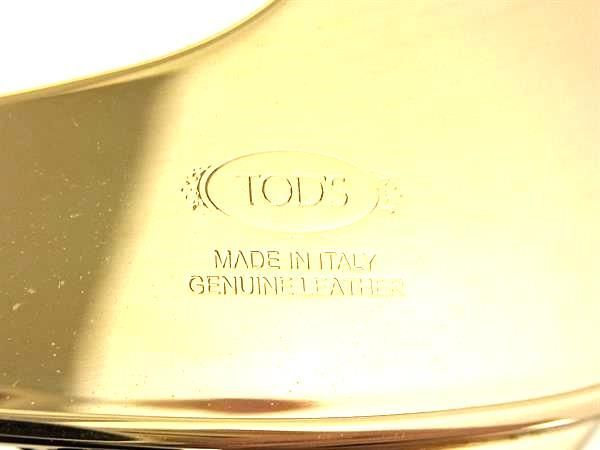 TOD'S
MADE IN ITALY
GENUINE LEATHER